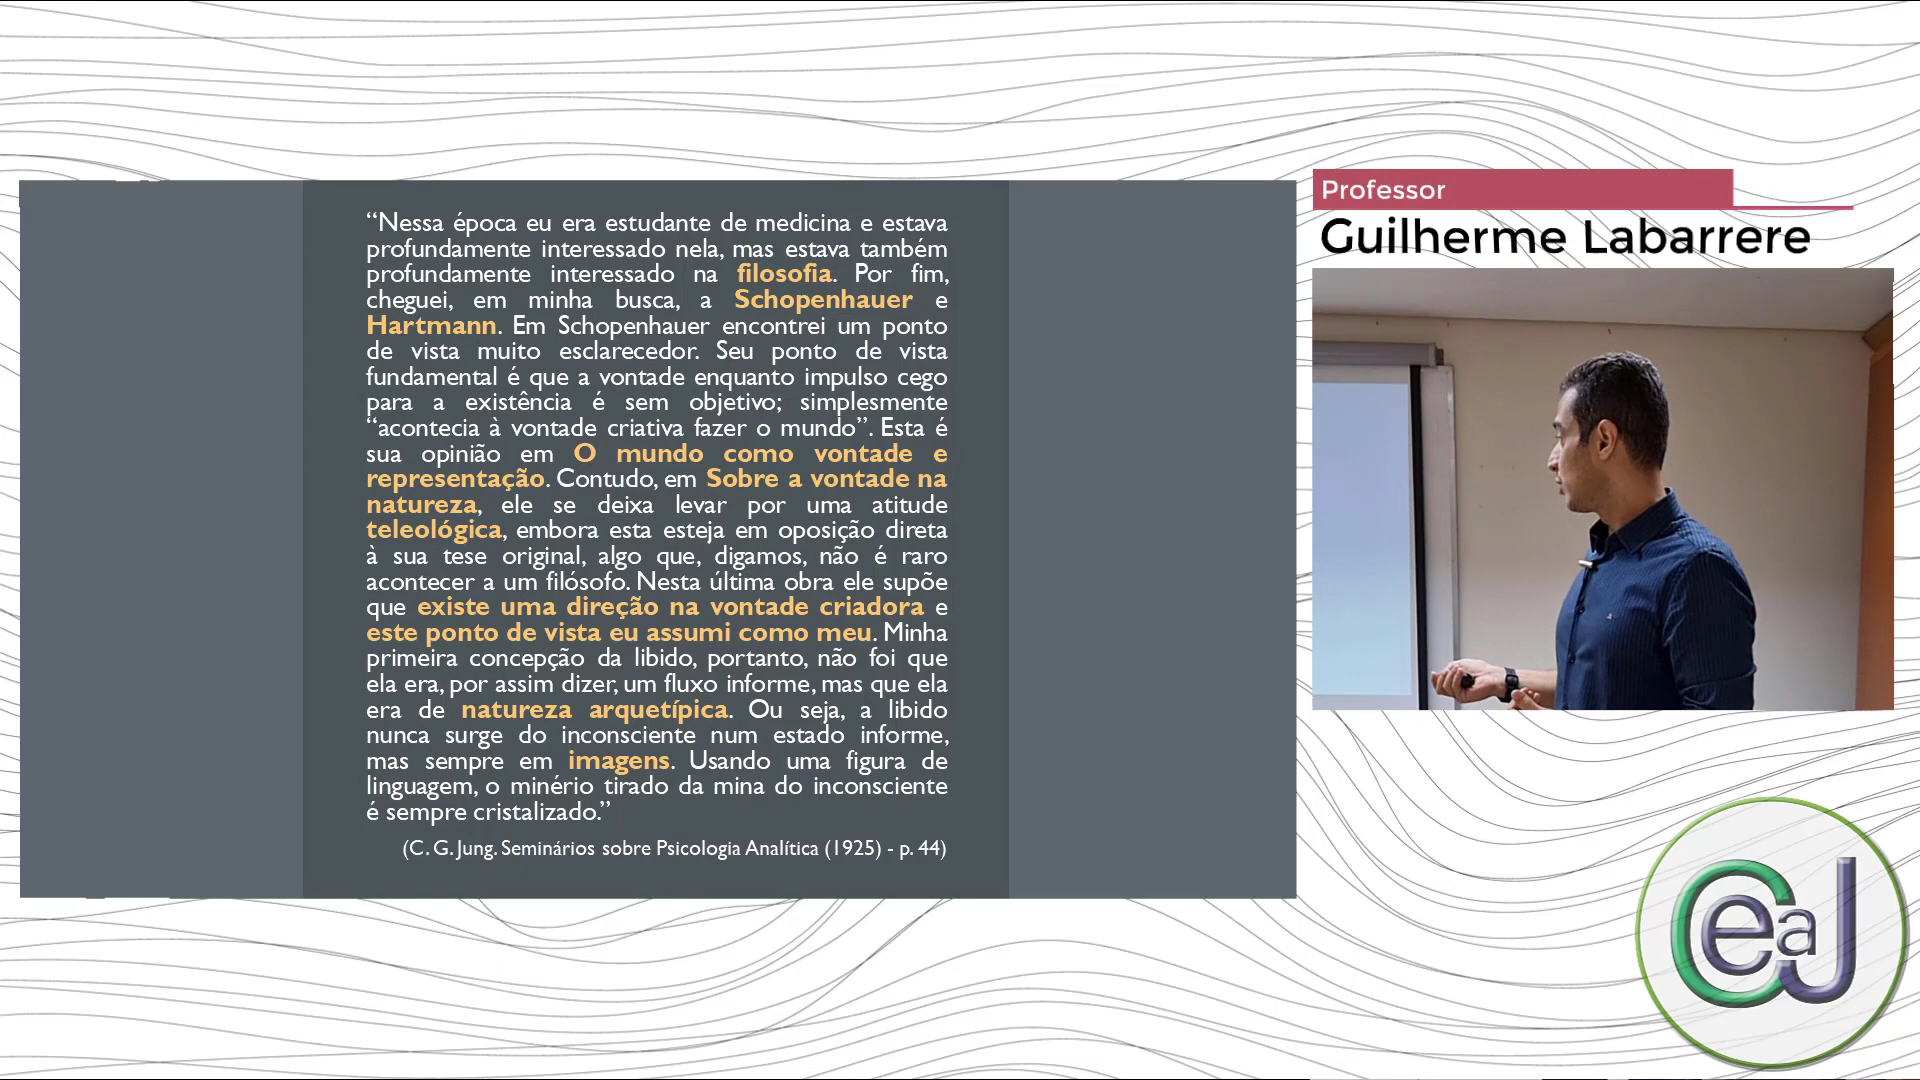 “Nessa época eu era estudante de medicina e estava
profundamente interessado nela, mas estava também
profundamente interessado na filosofia. Por fim,
cheguei, em minha busca, a Schopenhauer e
Hartmann. Em Schopenhauer encontrei um ponto
de vista muito esclarecedor. Seu ponto de vista
fundamental é que a vontade enquanto impulso cego
para a existência é sem objetivo; simplesmente
“acontecia à vontade criativa fazer o mundo”. Esta é
sua opinião em O mundo como vontade e
representação. Contudo, em Sobre a vontade na
natureza, ele se deixa levar por uma atitude
teleológica, embora esta esteja em oposição direta
à sua tese original, algo que, digamos, não é raro
acontecer a um filósofo. Nesta última obra ele supõe
que existe uma direção na vontade criadora e
este ponto de vista eu assumi como meu. Minha
primeira concepção da libido, portanto, não foi que
ela era, por assim dizer, um fluxo informe, mas que ela
era de natureza arquetípica. Ou seja, a libido
nunca surge do inconsciente num estado informe,
mas sempre em imagens. Usando uma figura de
linguagem, o minério tirado da mina do inconsciente
é sempre cristalizado.”
(C. G. Jung. Seminários sobre Psicologia Analítica (1925) - p. 44)
Professor
Guilherme Labarrere
CeaJ